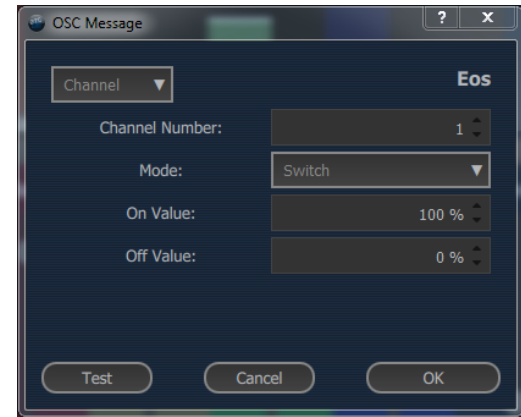 OSC Message ? X
Channel ▼ Eos
Channel Number: 1
Mode: Switch ▼
On Value: 100 %
Off Value: 0 %
Test Cancel OK